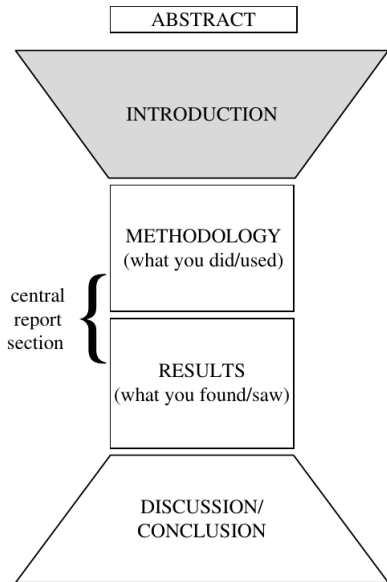 ABSTRACT
INTRODUCTION
METHODOLOGY
(what you did/used)
central
report
section
RESULTS
(what you found/saw)
DISCUSSION/
CONCLUSION